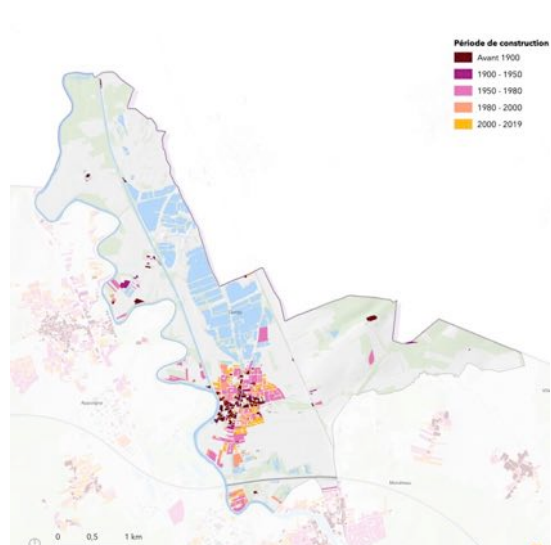 Période de construction
Avant 1900
1900 - 1950
1950 - 1980
1980 - 2000
2000 - 2019
0 0,5 1 km